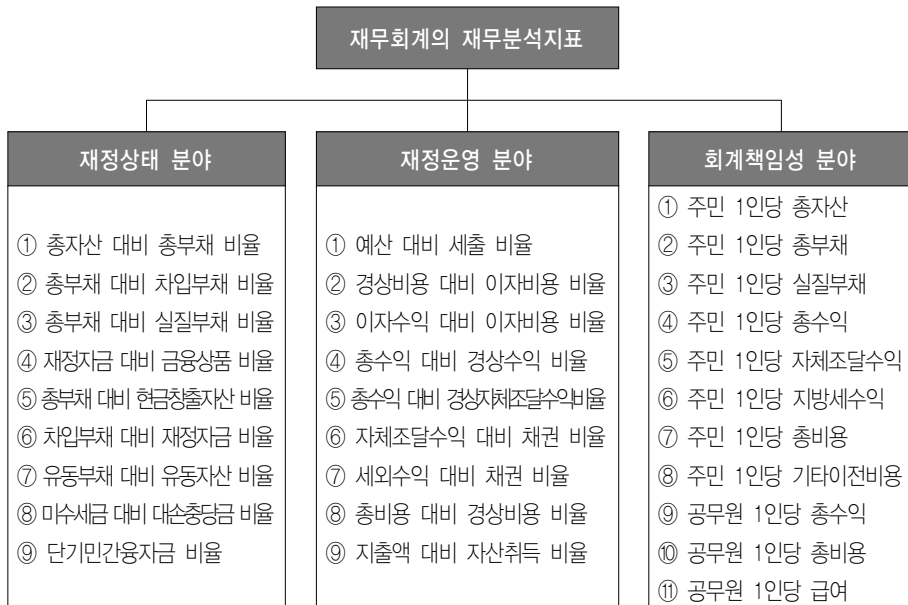 재무회계의 재무분석지표
재정상태 분야
① 총자산 대비 총부채 비율
② 총부채 대비 차입부채 비율
③ 총부채 대비 실질부채 비율
④ 재정자금 대비 금융상품 비율
⑤ 총부채 대비 현금창출자산 비율
⑥ 차입부채 대비 재정자금 비율
⑦ 유동부채 대비 유동자산 비율
⑧ 미수세금 대비 대손충당금 비율
⑨ 단기민간융자금 비율
재정운영 분야
① 예산 대비 세출 비율
② 경상비용 대비 이자비용 비율
③ 이자수익 대비 이자비용 비율
④ 총수익 대비 경상수익 비율
⑤ 총수익 대비 경상자체조달수익비율
⑥ 자체조달수익 대비 채권 비율
⑦ 세외수익 대비 채권 비율
⑧ 총비용 대비 경상비용 비율
⑨ 지출액 대비 자산취득 비율
회계책임성 분야
① 주민 1인당 총자산
② 주민 1인당 총부채
③ 주민 1인당 실질부채
④ 주민 1인당 총수익
⑤ 주민 1인당 자체조달수익
⑥ 주민 1인당 지방세수익
⑦ 주민 1인당 총비용
⑧ 주민 1인당 기타이전비용
⑨ 공무원 1인당 총수익
⑩ 공무원 1인당 총비용
⑪ 공무원 1인당 급여